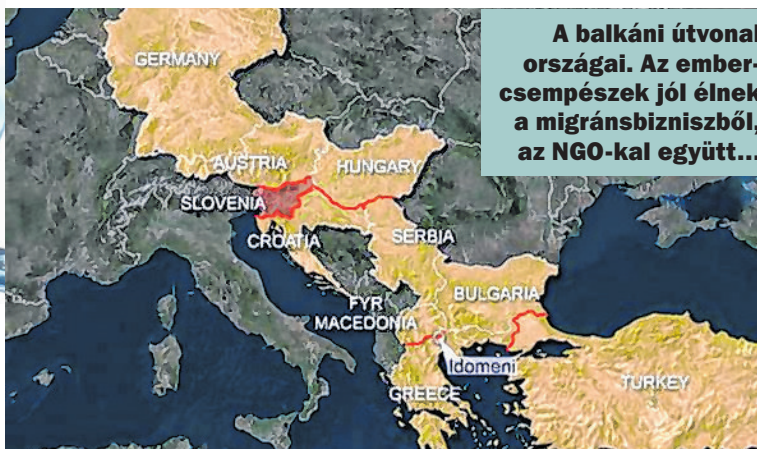 A balkáni útvonal
országai. Az ember-
csempészek jól élnek
a migránsbizniszből,
az NGO-kal együtt...
GERMANY
AUSTRIA
HUNGARY
SLOVENIA
CROATIA
SERBIA
BULGARIA
FYR
MACEDONIA
Idomeni
GREECE
TURKEY